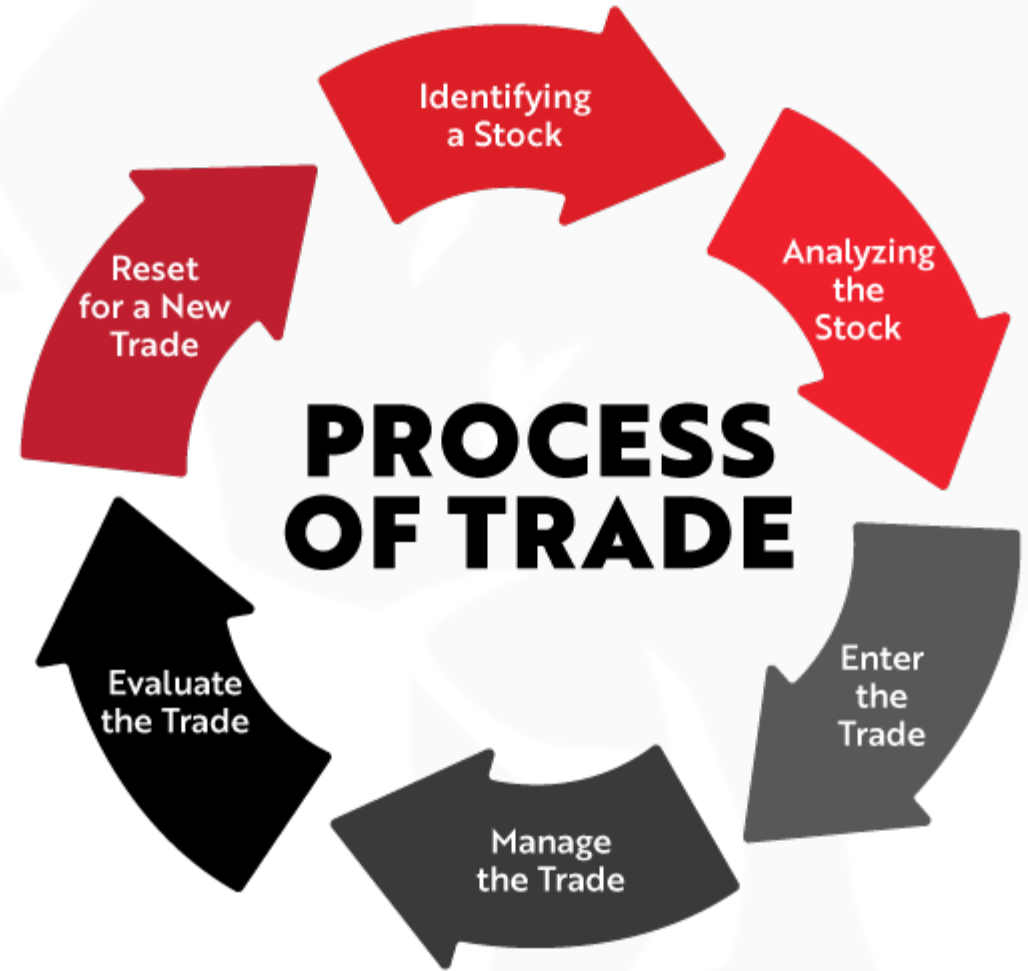 Identifying
a Stock
Analyzing
the
Stock
Enter
the
Trade
Manage
the Trade
Evaluate
the Trade
Reset
for a New
Trade
PROCESS
OF TRADE